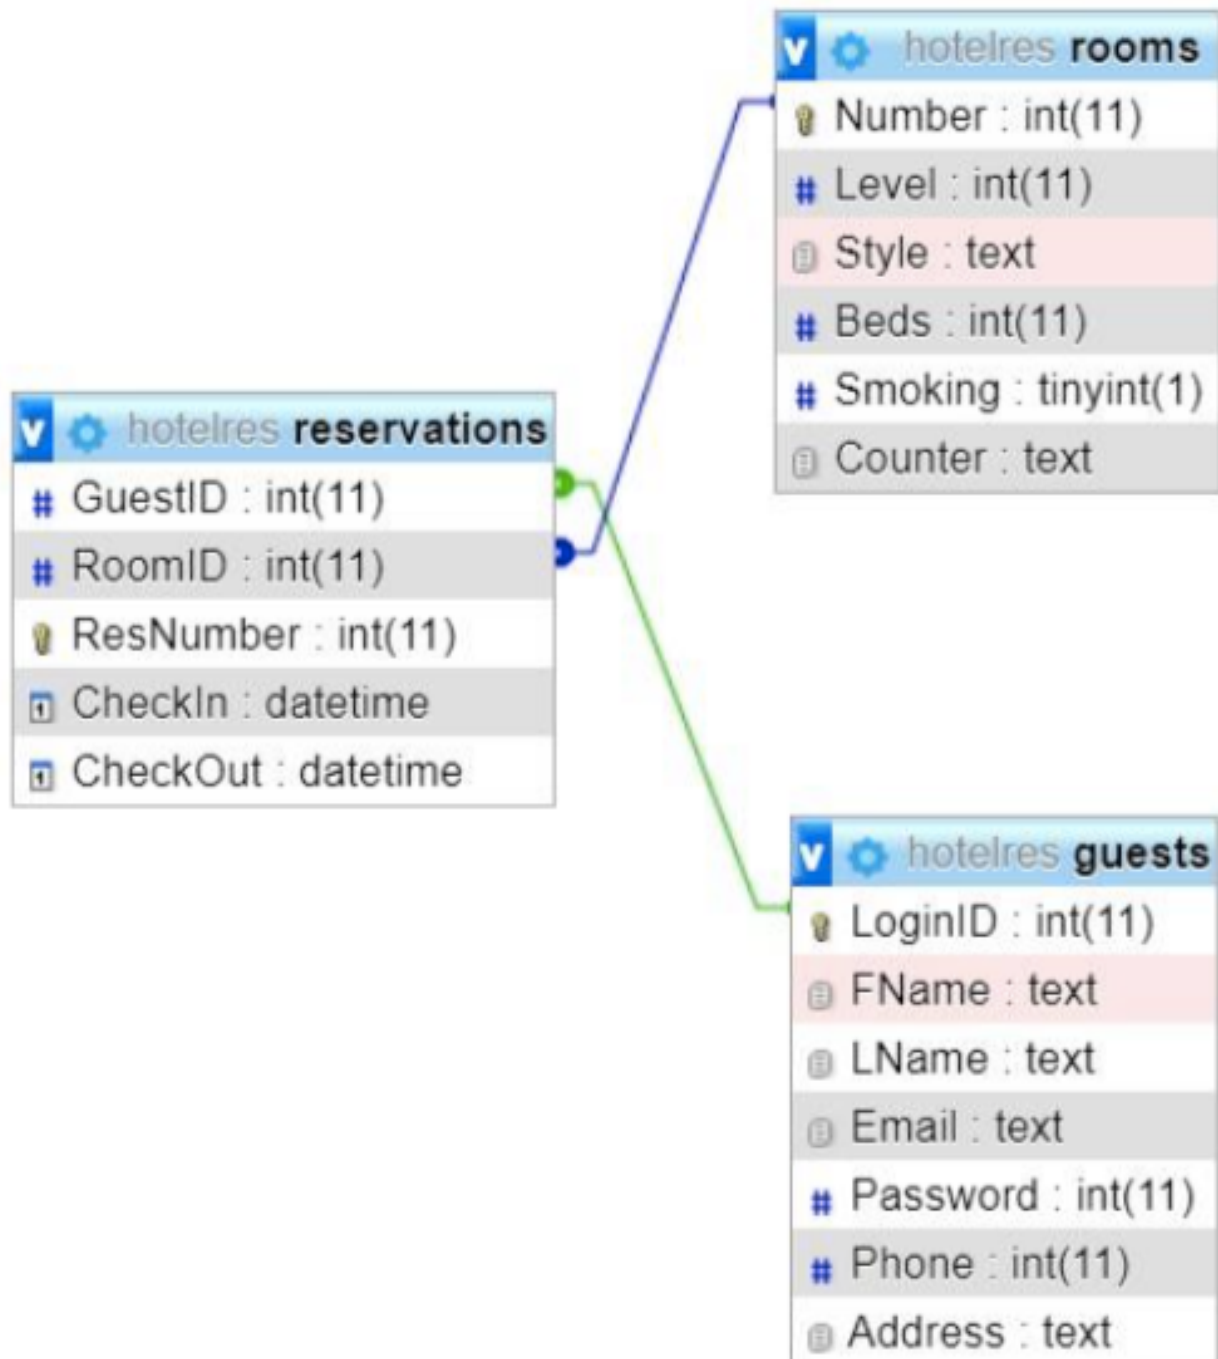 hotelres rooms
Number : int(11)
Level : int(11)
Style : text
Beds : int(11)
Smoking : tinyint(1)
Counter : text
v hotelres reservations
GuestID : int(11)
RoomID : int(11)
ResNumber : int(11)
CheckIn : datetime
CheckOut : datetime
v hotelres guests
LoginID : int(11)
FName : text
LName : text
Email : text
Password : int(11)
Phone : int(11)
Address : text